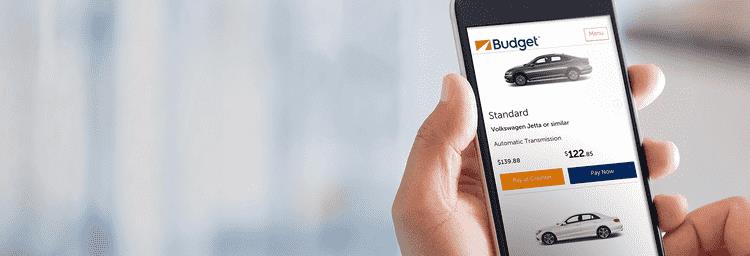 Budget
Menu
Standard
Volkswagen Jetta or similar
Automatic Transmission
$139.88 $122.85
Pay at Counter Pay Now